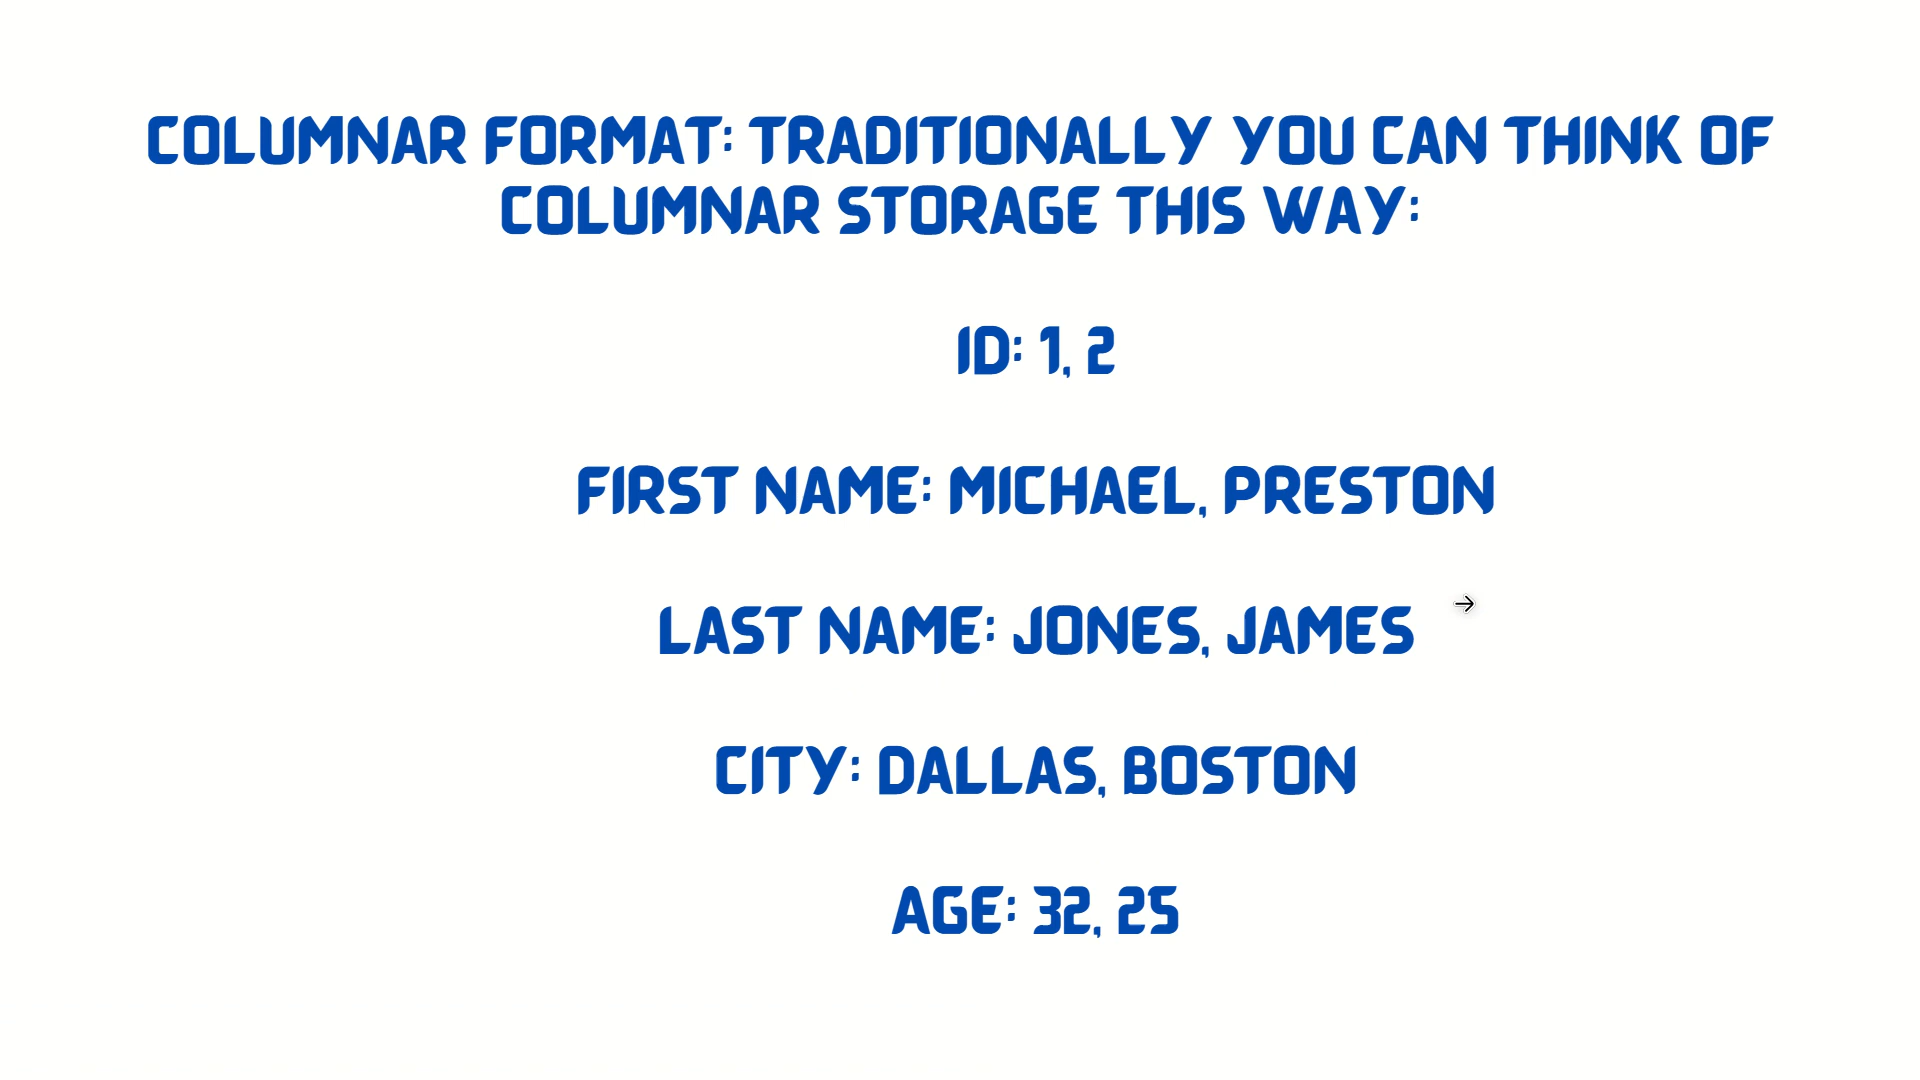 COLUMNAR FORMAT: TRADITIONALLY YOU CAN THINK OF
COLUMNAR STORAGE THIS WAY:
ID: 1, 2
FIRST NAME: MICHAEL, PRESTON
LAST NAME: JONES, JAMES
CITY: DALLAS, BOSTON
AGE: 32, 25